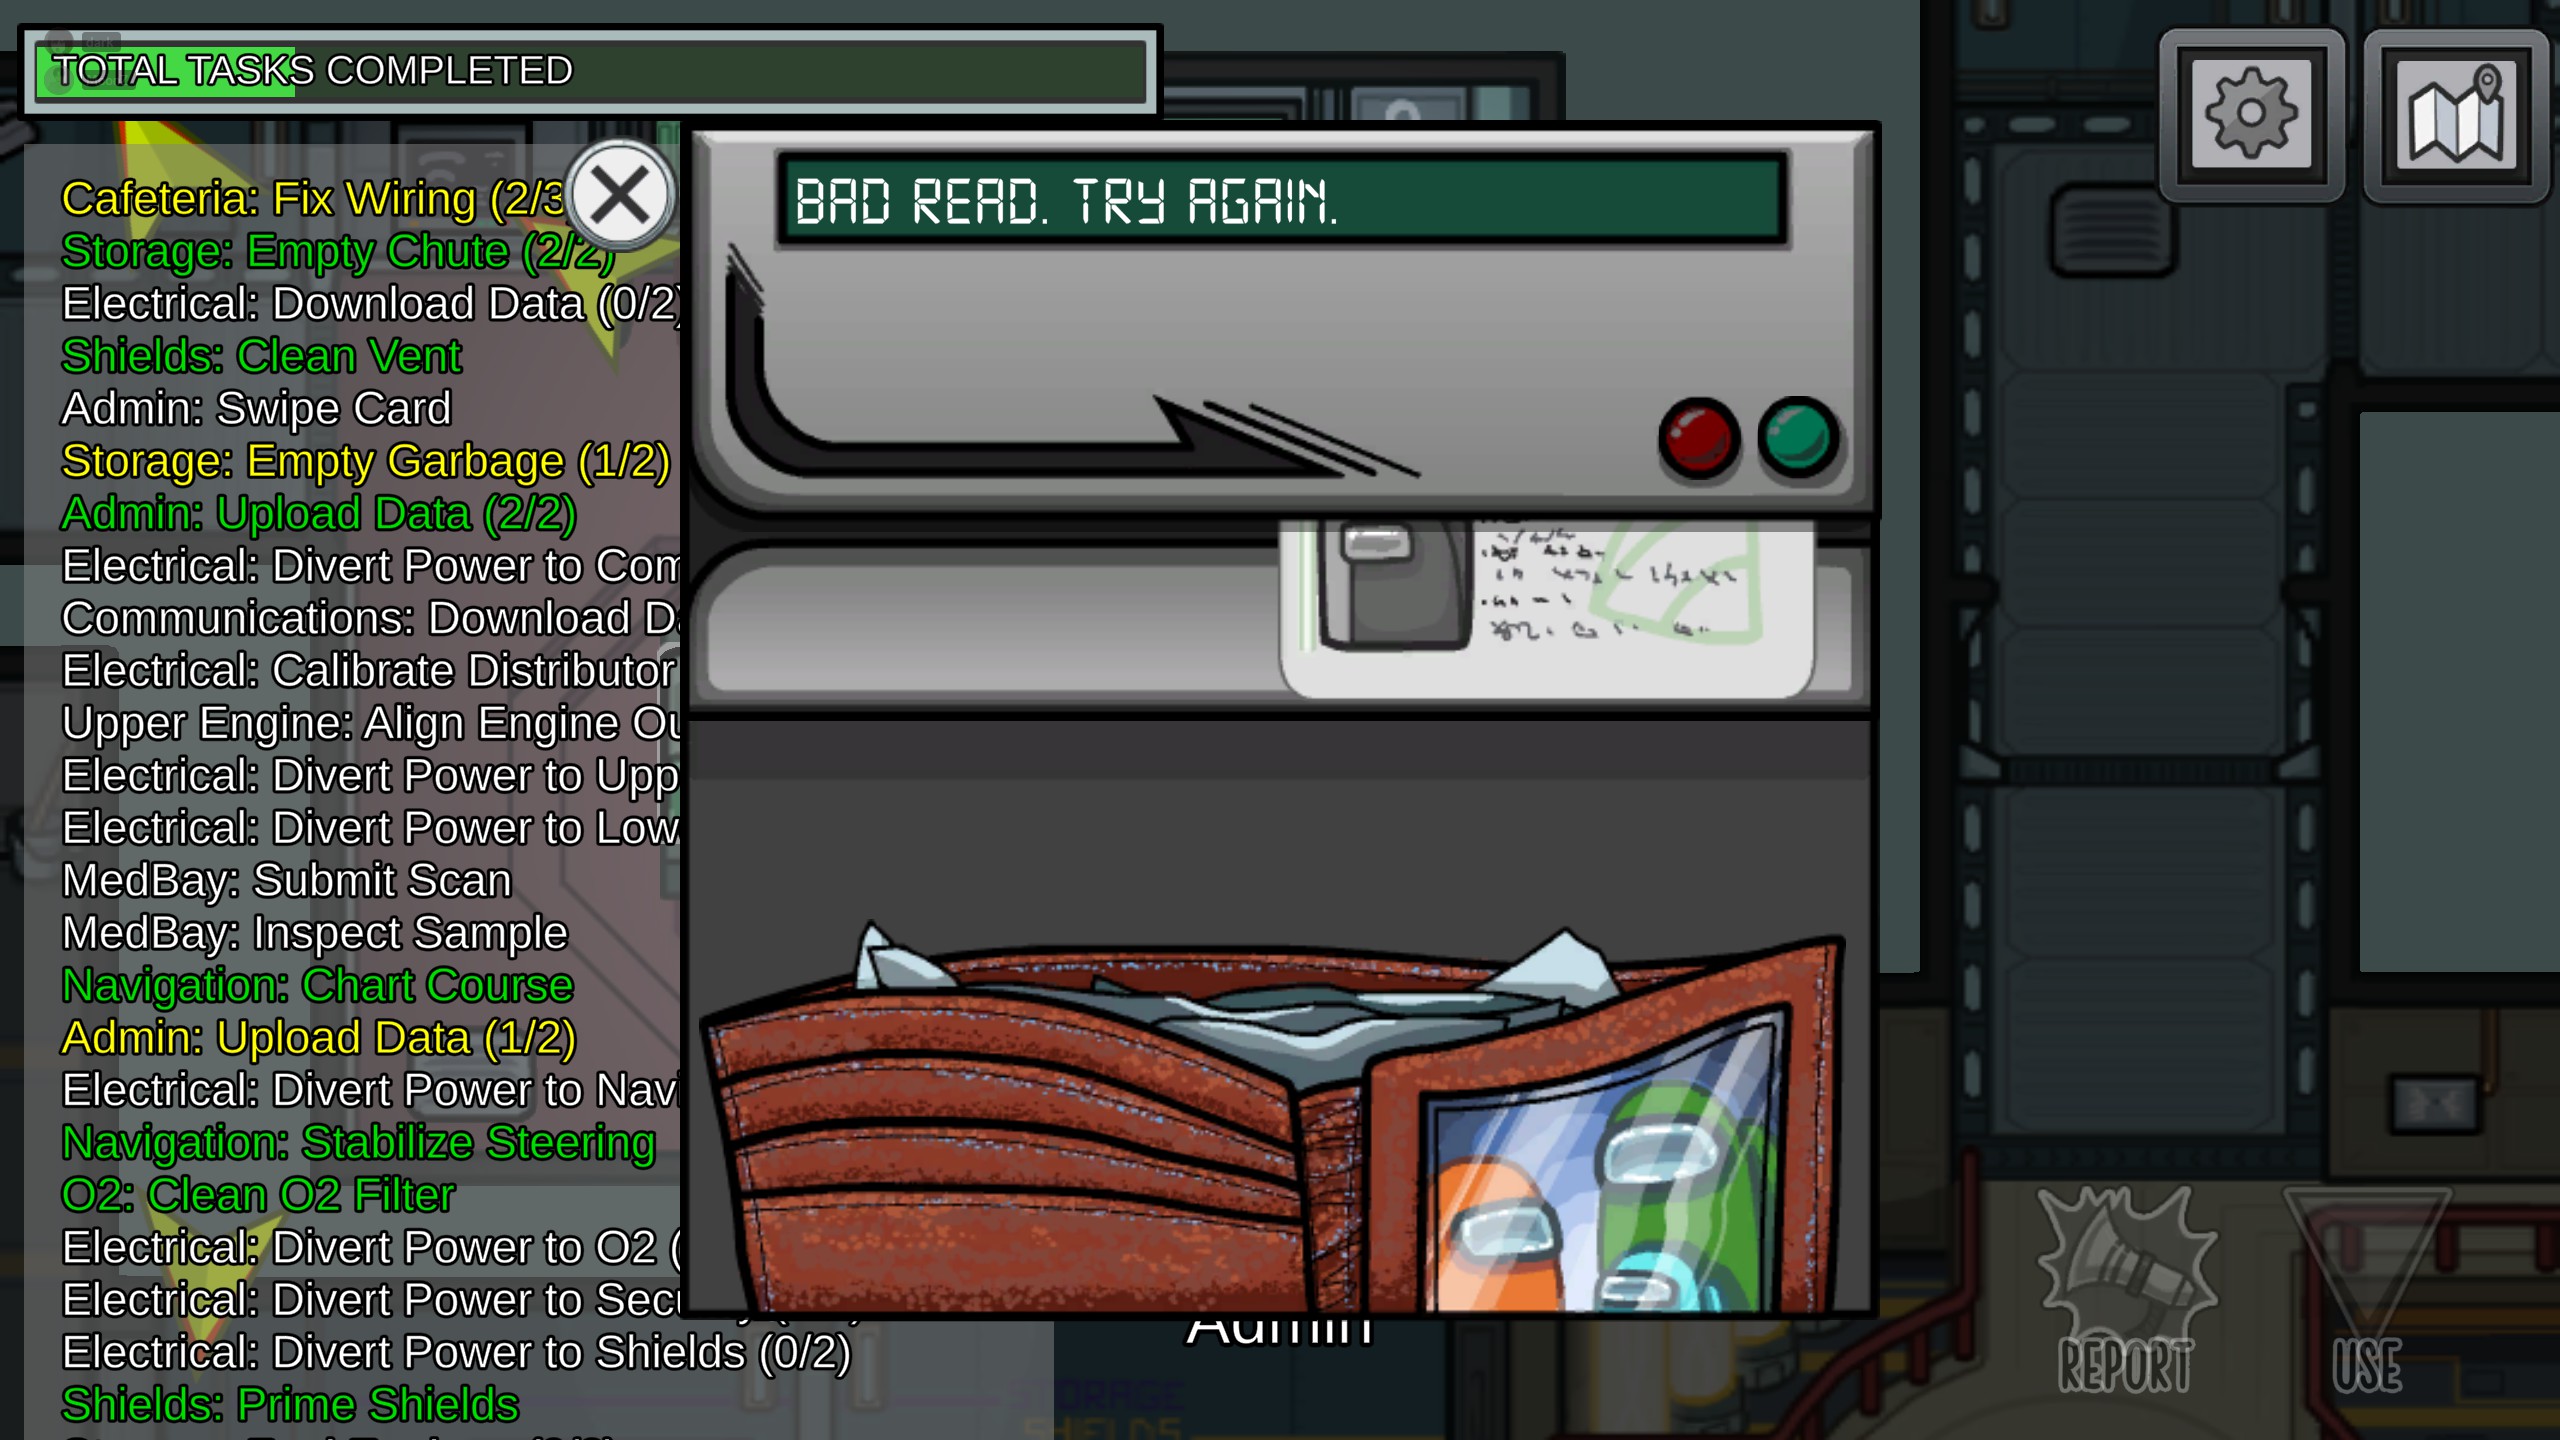 TOTAL TASKS COMPLETED
BAD READ. TRY AGAIN.
Cafeteria: Fix Wiring (2/3
Storage: Empty Chute (2/2)
Electrical: Download Data (0/2)
Shields: Clean Vent
Admin: Swipe Card
Storage: Empty Garbage (1/2)
Admin: Upload Data (2/2)
Electrical: Divert Power to Com
Communications: Download Da
Electrical: Calibrate Distributor
Upper Engine: Align Engine Ou
Electrical: Divert Power to Upp
Electrical: Divert Power to Low
MedBay: Submit Scan
MedBay: Inspect Sample
Navigation: Chart Course
Admin: Upload Data (1/2)
Electrical: Divert Power to Navi
Navigation: Stabilize Steering
O2: Clean O2 Filter
Electrical: Divert Power to O2 (
Electrical: Divert Power to Secu
Electrical: Divert Power to Shields (0/2)
Shields: Prime Shields
Admin
STORAGE
SHIELDS
REPORT
USE